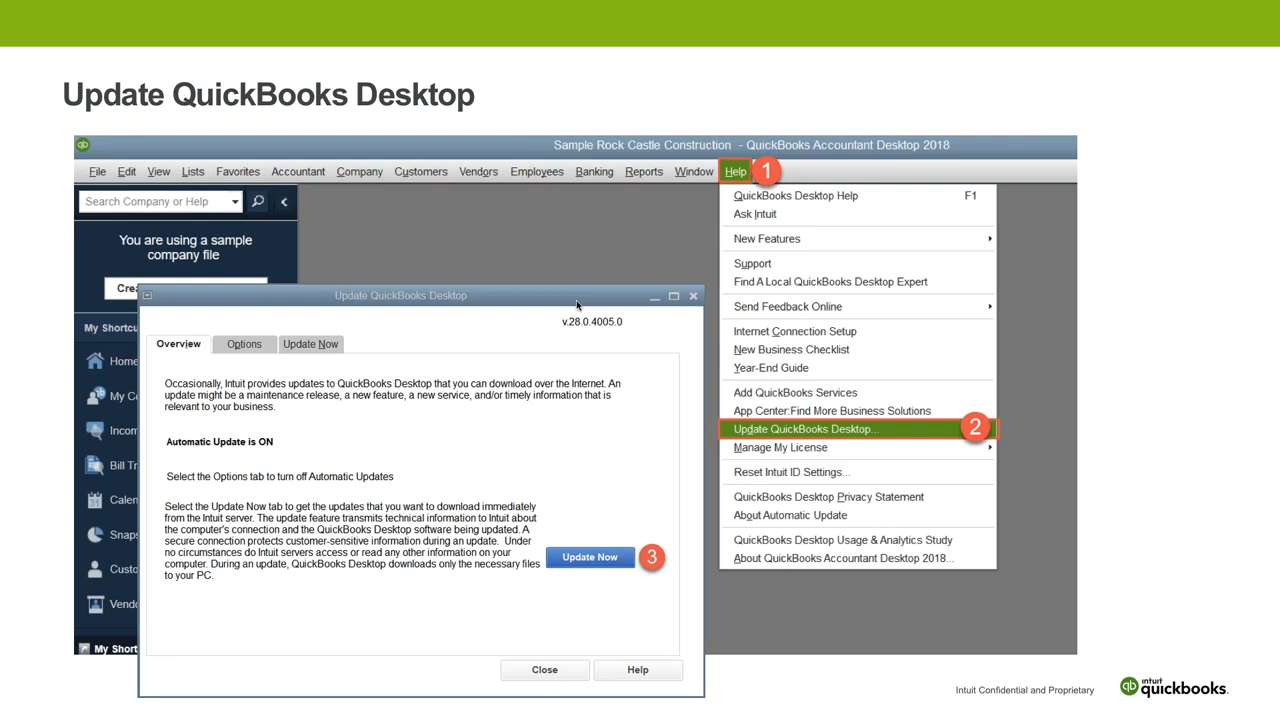 Update QuickBooks Desktop
Sample Rock Castle Construction - QuickBooks Accountant Desktop 2018
File Edit View Lists Favorites Accountant Company Customers Vendors Employees Banking Reports Window Help 1
Search Company or Help
You are using a sample
company file
Crea
My Shortcu
Home
My Co
Incom
Bill Tr
Calen
Snaps
Custo
Vendo
My Short
QuickBooks Desktop Help F1
Ask Intuit
New Features
Support
Find A Local QuickBooks Desktop Expert
Send Feedback Online
Internet Connection Setup
New Business Checklist
Year-End Guide
Add QuickBooks Services
App Center:Find More Business Solutions
Update QuickBooks Desktop... 2
Manage My License
Reset Intuit ID Settings...
QuickBooks Desktop Privacy Statement
About Automatic Update
QuickBooks Desktop Usage & Analytics Study
About QuickBooks Accountant Desktop 2018...
Update QuickBooks Desktop
v.28.0.4005.0
Overview Options Update Now
Occasionally, Intuit provides updates to QuickBooks Desktop that you can download over the Internet. An
update might be a maintenance release, a new feature, a new service, and/or timely information that is
relevant to your business.
Automatic Update is ON
Select the Options tab to turn off Automatic Updates
Select the Update Now tab to get the updates that you want to download immediately
from the Intuit server. The update feature transmits technical information to Intuit about
the computer's connection and the QuickBooks Desktop software being updated. A
secure connection protects customer-sensitive information during an update. Under
no circumstances do Intuit servers access or read any other information on your
computer. During an update, QuickBooks Desktop downloads only the necessary files
to your PC.
Update Now 3
Close Help
Intuit Confidential and Proprietary
qb intuit quickbooks.